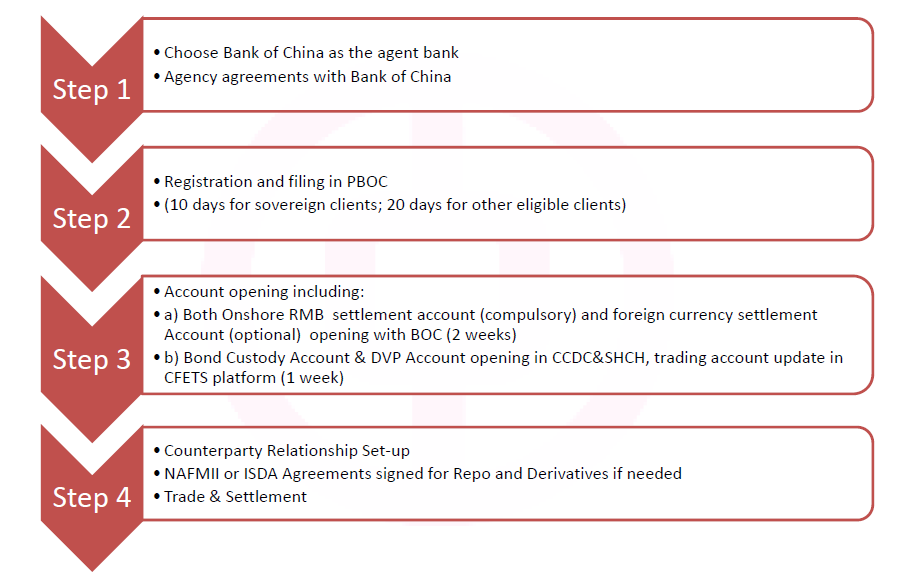 Step 1
• Choose Bank of China as the agent bank
• Agency agreements with Bank of China
Step 2
• Registration and filing in PBOC
• (10 days for sovereign clients; 20 days for other eligible clients)
Step 3
• Account opening including:
• a) Both Onshore RMB  settlement account (compulsory) and foreign currency settlement
Account (optional)  opening with BOC (2 weeks)
• b) Bond Custody Account & DVP Account opening in CCDC&SHCH, trading account update in
CFETS platform (1 week)
Step 4
• Counterparty Relationship Set-up
• NAFMII or ISDA Agreements signed for Repo and Derivatives if needed
• Trade & Settlement